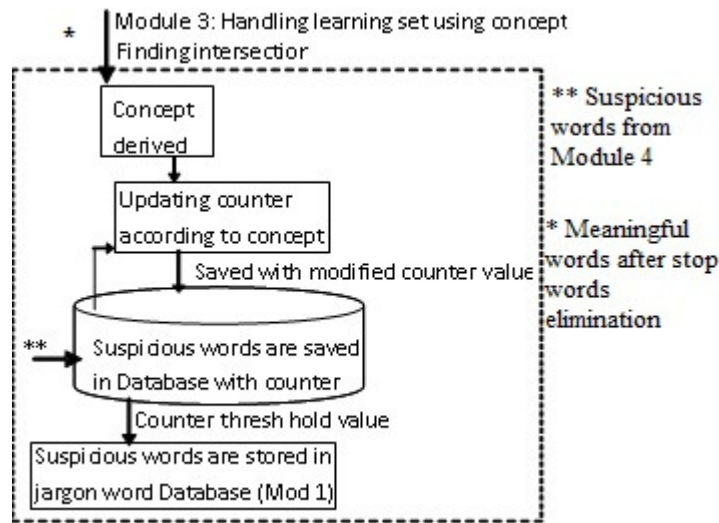 * Module 3: Handling learning set using concept
Finding intersection
Concept
derived
Updating counter
according to concept
Saved with modified counter value
** Suspicious words are saved
in Database with counter
Counter thresh hold value
Suspicious words are stored in
jargon word Database (Mod 1)
** Suspicious
words from
Module 4
* Meaningful
words after stop
words
elimination